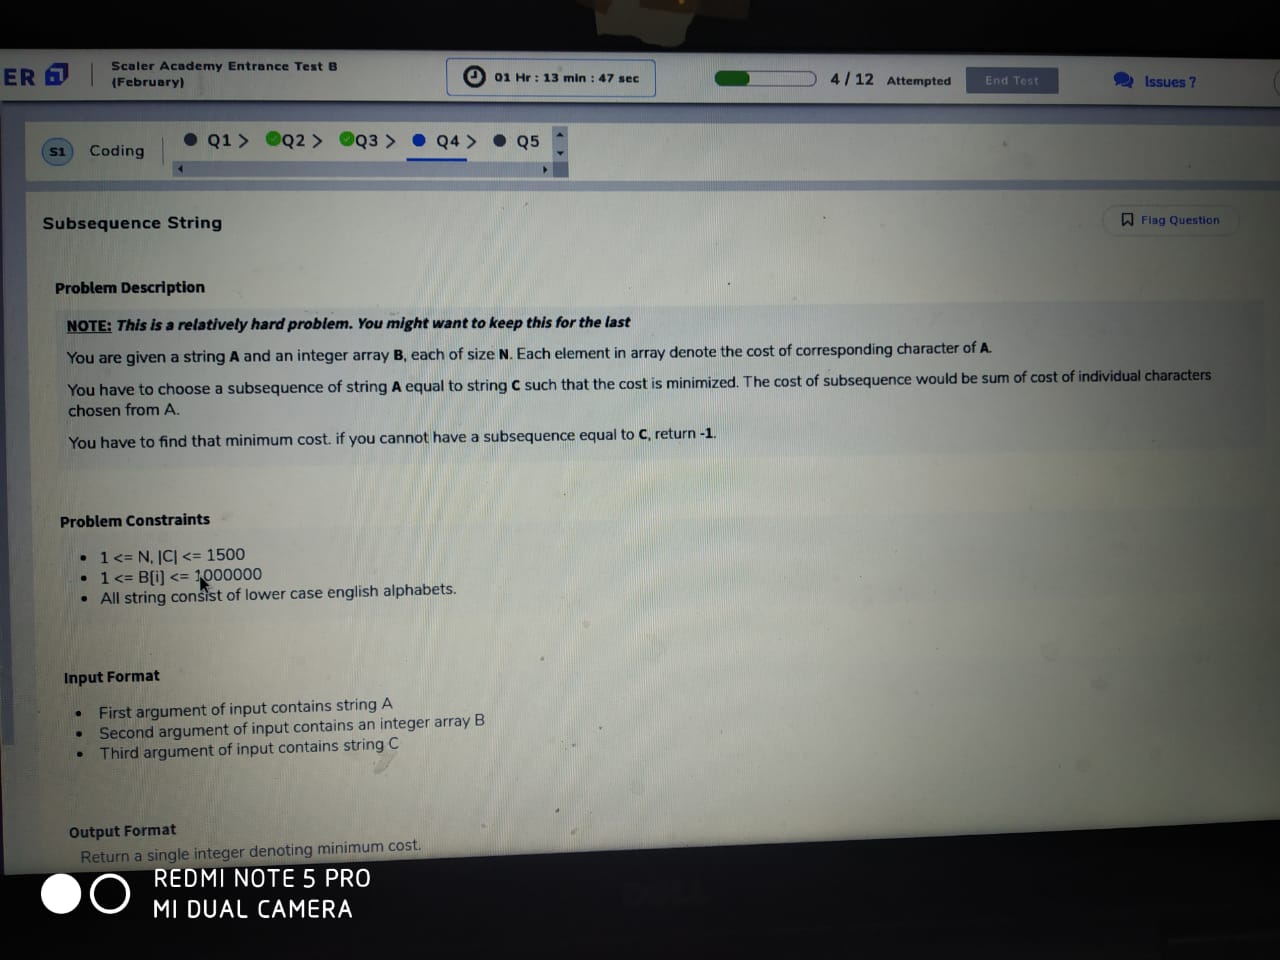 ER
Scaler Academy Entrance Test B
(February)
01 Hr : 13 min : 47 sec
4 / 12 Attempted
End Test
Issues ?
S1 Coding
Q1 > Q2 > Q3 > Q4 > Q5
Subsequence String
Flag Question
Problem Description
NOTE: This is a relatively hard problem. You might want to keep this for the last
You are given a string A and an integer array B, each of size N. Each element in array denote the cost of corresponding character of A.
You have to choose a subsequence of string A equal to string C such that the cost is minimized. The cost of subsequence would be sum of cost of individual characters
chosen from A.
You have to find that minimum cost. if you cannot have a subsequence equal to C, return -1.
Problem Constraints
1 <= N, |C| <= 1500
1 <= B[i] <= 1000000
All string consist of lower case english alphabets.
Input Format
First argument of input contains string A
Second argument of input contains an integer array B
Third argument of input contains string C
Output Format
Return a single integer denoting minimum cost.
REDMI NOTE 5 PRO
MI DUAL CAMERA